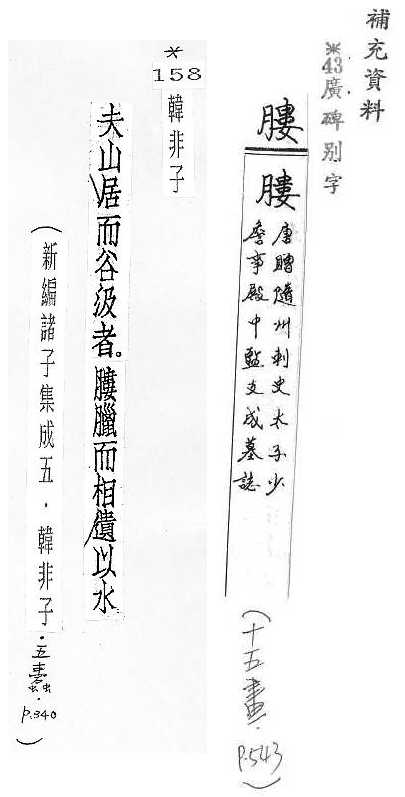 補充資料
※43廣碑別字
膢
膢
唐贈隨州刺史太子少
詹事殿中監支成墓誌
(十五畫.P.543)
※
158
韓非子
夫山居而谷汲者。膢臘而相遺以水
(新編諸子集成五.韓非子.五蠹.P.340)